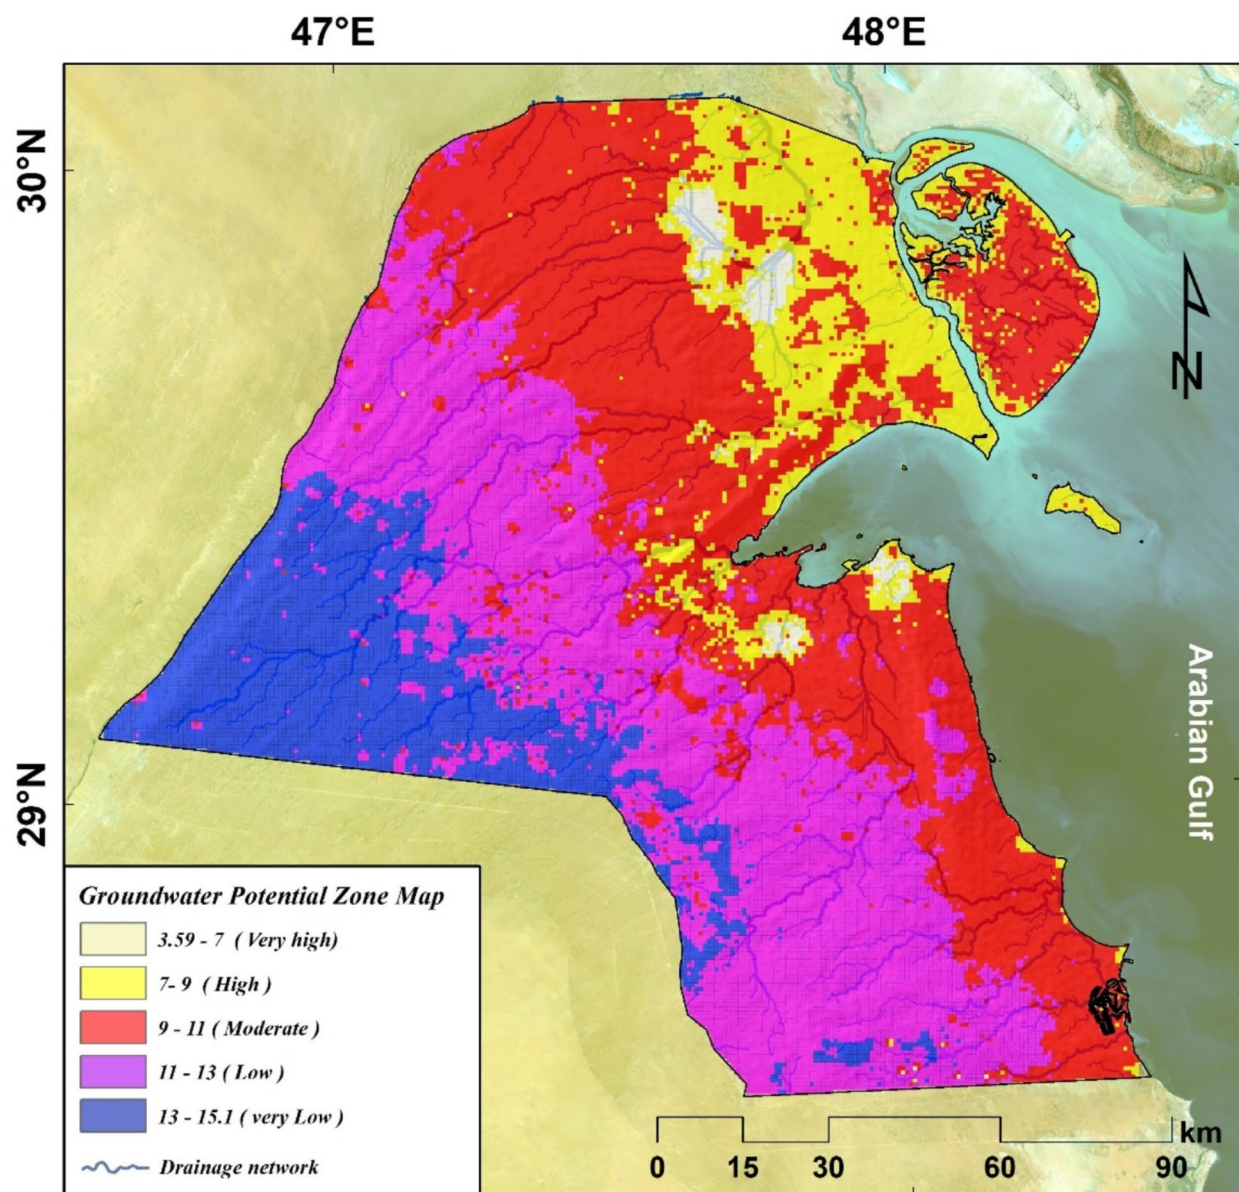 47°E 48°E
30°N
N
Arabian Gulf
29°N
Groundwater Potential Zone Map
3.59 - 7 ( Very high)
7- 9 ( High )
9 - 11 ( Moderate )
11 - 13 ( Low )
13 - 15.1 ( very Low )
Drainage network
km
0 15 30 60 90